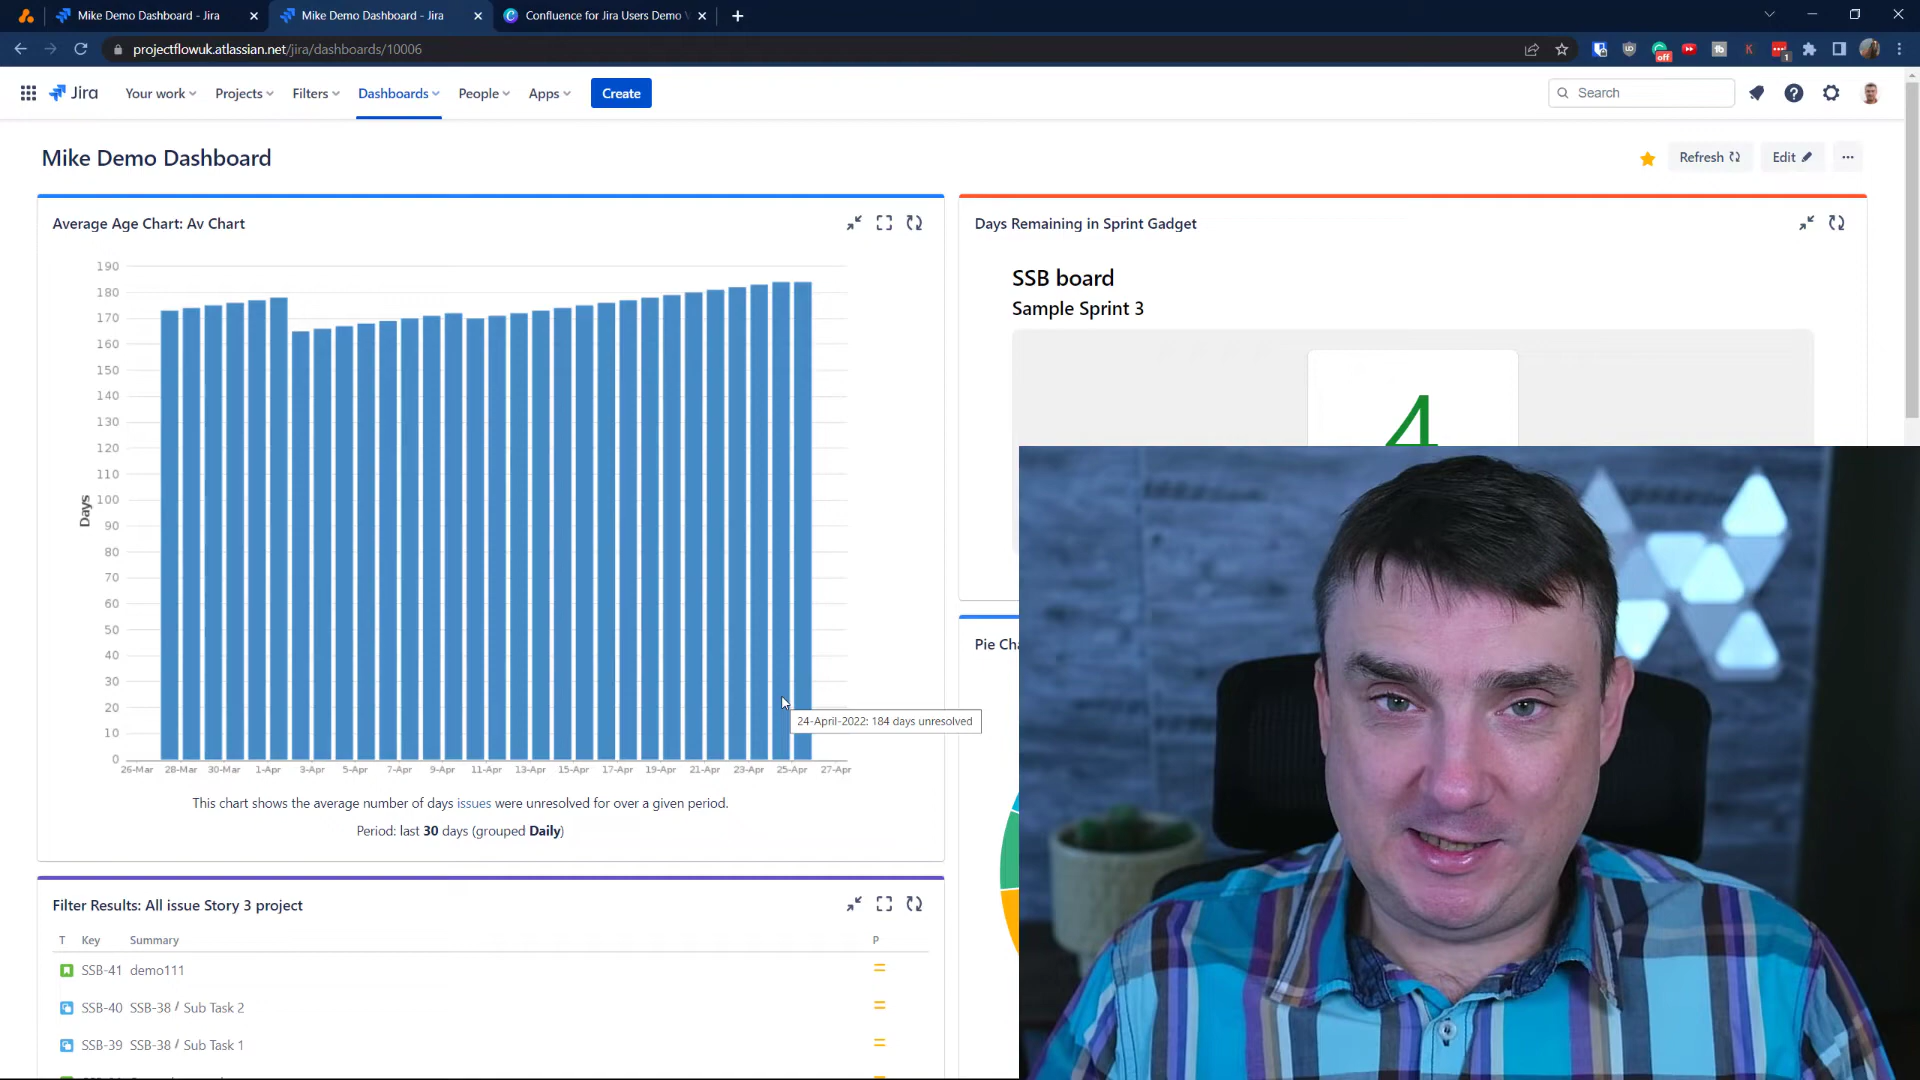 Mike Demo Dashboard - Jira
Mike Demo Dashboard - Jira
Confluence for Jira Users Demo
projectflowuk.atlassian.net/jira/dashboards/10006
off
1
Jira
Your work
Projects
Filters
Dashboards
People
Apps
Create
Search
Mike Demo Dashboard
Refresh
Edit
Average Age Chart: Av Chart
190
180
170
160
150
140
130
120
110
100
90
80
70
60
50
40
30
20
10
0
Days
26-Mar 28-Mar 30-Mar 1-Apr 3-Apr 5-Apr 7-Apr 9-Apr 11-Apr 13-Apr 15-Apr 17-Apr 19-Apr 21-Apr 23-Apr 25-Apr 27-Apr
24-April-2022: 184 days unresolved
This chart shows the average number of days issues were unresolved for over a given period.
Period: last 30 days (grouped Daily)
Days Remaining in Sprint Gadget
SSB board
Sample Sprint 3
4
Pie
Filter Results: All issue Story 3 project
T Key Summary P
SSB-41 demo111
SSB-40 SSB-38 / Sub Task 2
SSB-39 SSB-38 / Sub Task 1